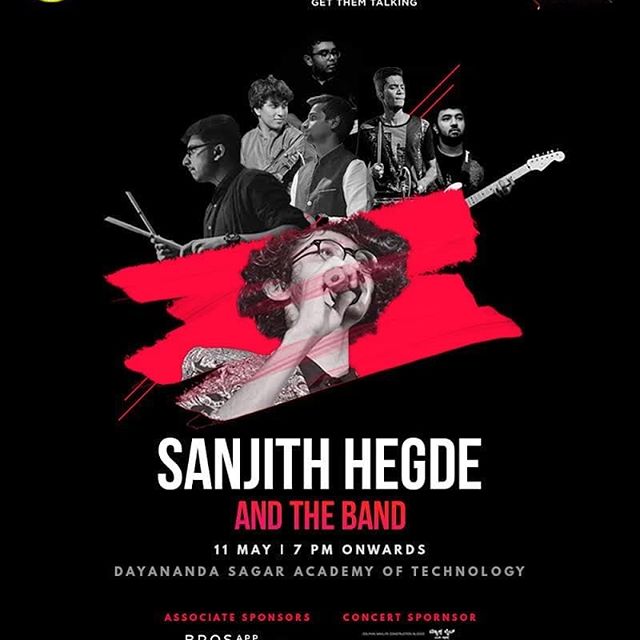 GET THEM TALKING
SANJITH HEGDE
AND THE BAND
11 MAY | 7 PM ONWARDS
DAYANANDA SAGAR ACADEMY OF TECHNOLOGY
ASSOCIATE SPONSORS CONCERT SPORNSOR
BROSAPP